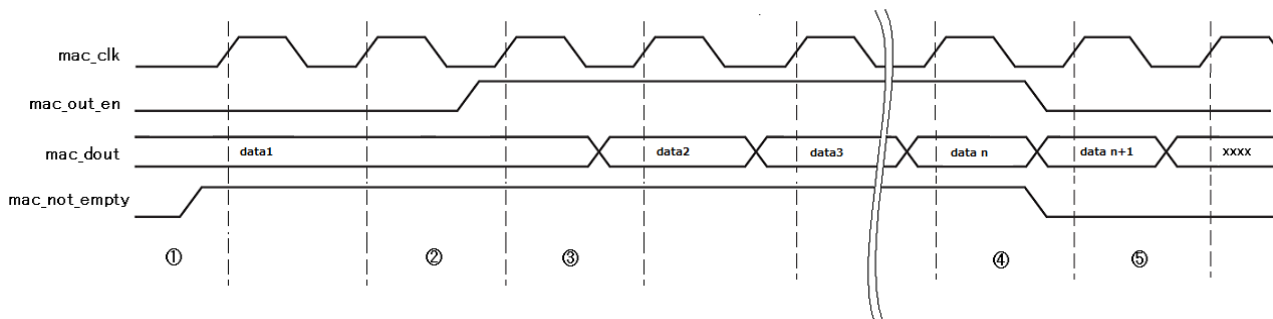 mac_clk
mac_out_en
mac_dout data1 data2 data3 data n data n+1 xxxx
mac_not_empty
① ② ③ ④ ⑤